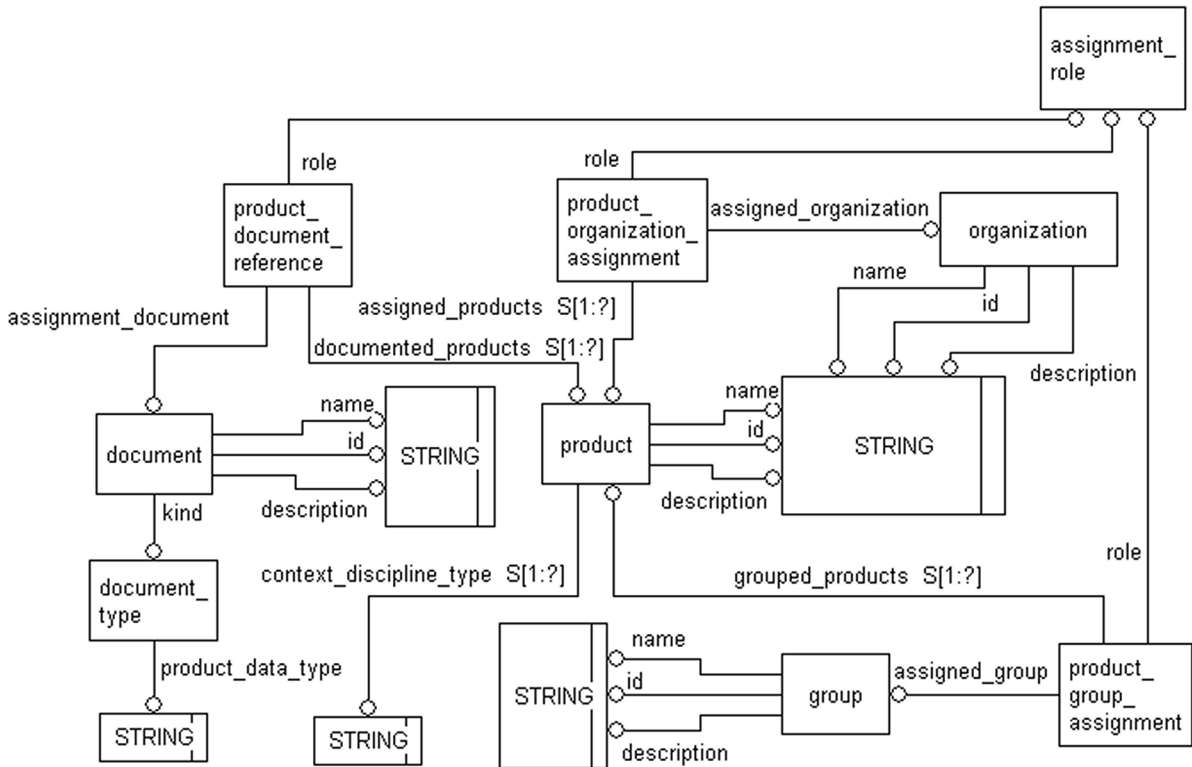 assignment_
role
role
role
product_
document_
reference
product_
organization_
assignment
assigned_organization
organization
name
id
description
assignment_document
assigned_products S[1:?]
documented_products S[1:?]
document
name
id
description
STRING
product
name
id
description
STRING
kind
document_
type
context_discipline_type S[1:?]
grouped_products S[1:?]
role
product_data_type
STRING
STRING
STRING
name
id
description
group
assigned_group
product_
group_
assignment